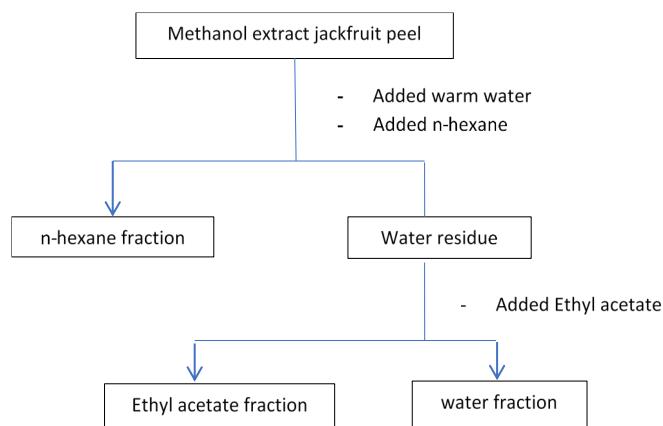 Methanol extract jackfruit peel
- Added warm water
- Added n-hexane
n-hexane fraction
Water residue
- Added Ethyl acetate
Ethyl acetate fraction
water fraction